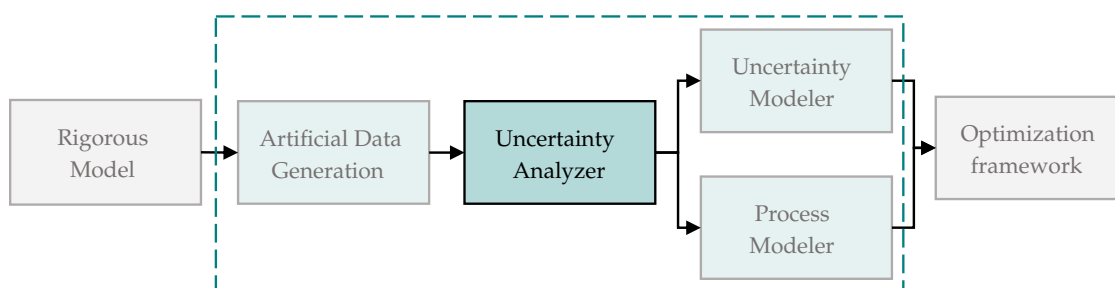 Rigorous
Model
Artificial Data
Generation
Uncertainty
Analyzer
Uncertainty
Modeler
Process
Modeler
Optimization
framework